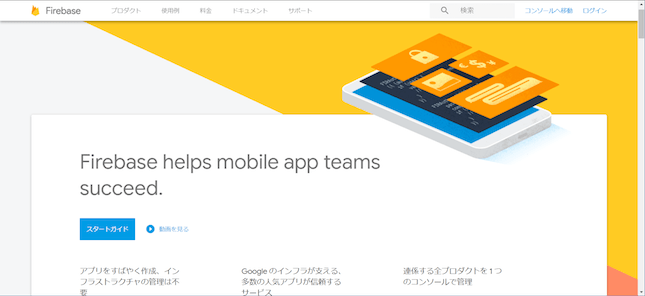 Firebase プロダクト 使用例 料金 ドキュメント サポート 検索 コンソールへ移動 ログイン
Firebase helps mobile app teams
succeed.
スタートガイド 動画を見る
アプリをすばやく作成、イン
フラストラクチャの管理は不
要
Google のインフラが支える、
多数の人気アプリが信頼する
サービス
連係する全プロダクトを 1 つ
のコンソールで管理